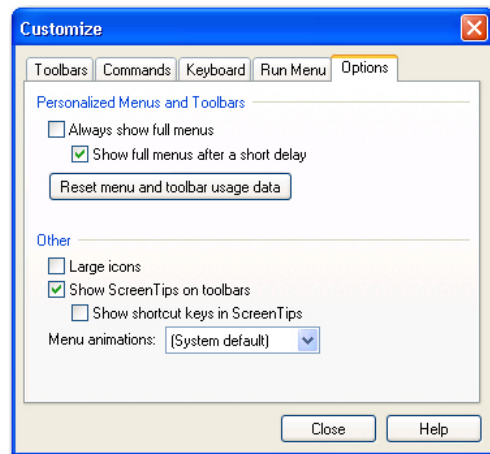 Customize
Toolbars Commands Keyboard Run Menu Options
Personalized Menus and Toolbars
Always show full menus
Show full menus after a short delay
Reset menu and toolbar usage data
Other
Large icons
Show ScreenTips on toolbars
Show shortcut keys in ScreenTips
Menu animations: (System default)
Close Help